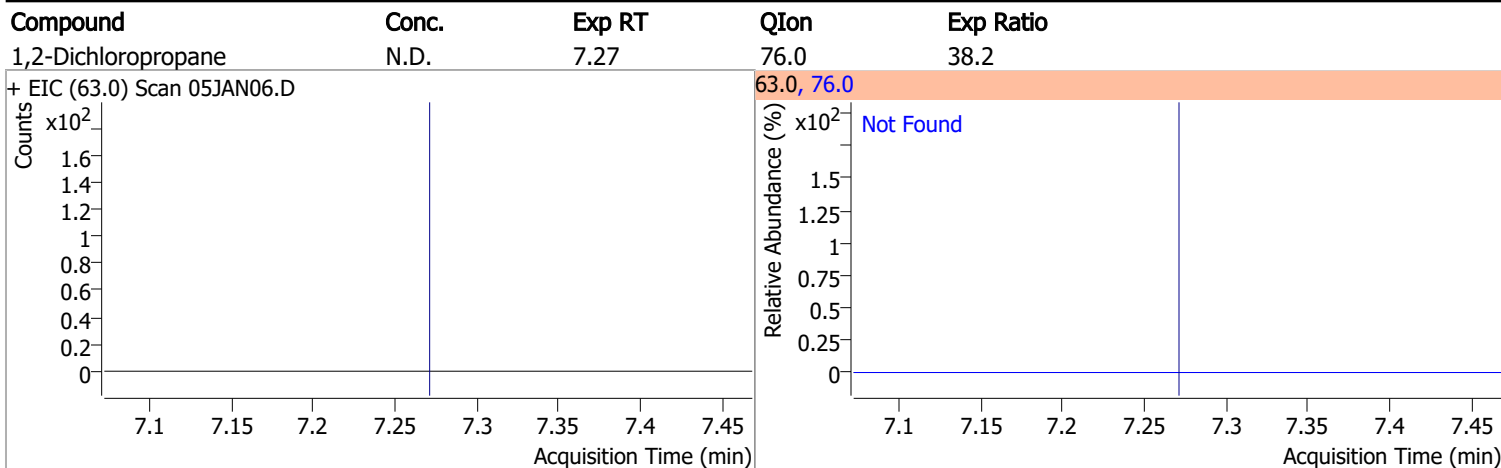 Compound Conc. Exp RT QIon Exp Ratio
1,2-Dichloropropane N.D. 7.27 76.0 38.2
+ EIC (63.0) Scan 05JAN06.D
Counts
x10²
1.6
1.4
1.2
1
0.8
0.6
0.4
0.2
0
7.1 7.15 7.2 7.25 7.3 7.35 7.4 7.45
Acquisition Time (min)
63.0, 76.0
Relative Abundance (%)
x10²
Not Found
1.5
1.25
1
0.75
0.5
0.25
0
7.1 7.15 7.2 7.25 7.3 7.35 7.4 7.45
Acquisition Time (min)